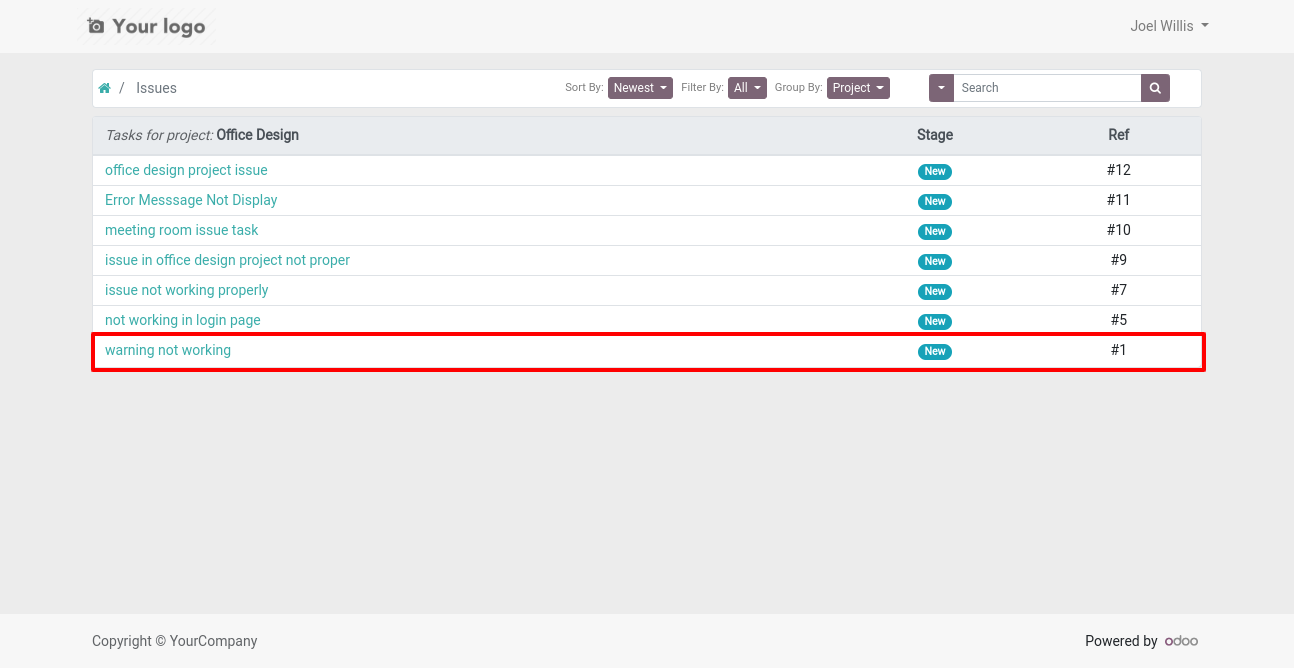 Your logo
Joel Willis
/ Issues Sort By: Newest Filter By: All Group By: Project Search
Tasks for project: Office Design Stage Ref
office design project issue New #12
Error Messsage Not Display New #11
meeting room issue task New #10
issue in office design project not proper New #9
issue not working properly New #7
not working in login page New #5
warning not working New #1
Copyright © YourCompany Powered by odoo